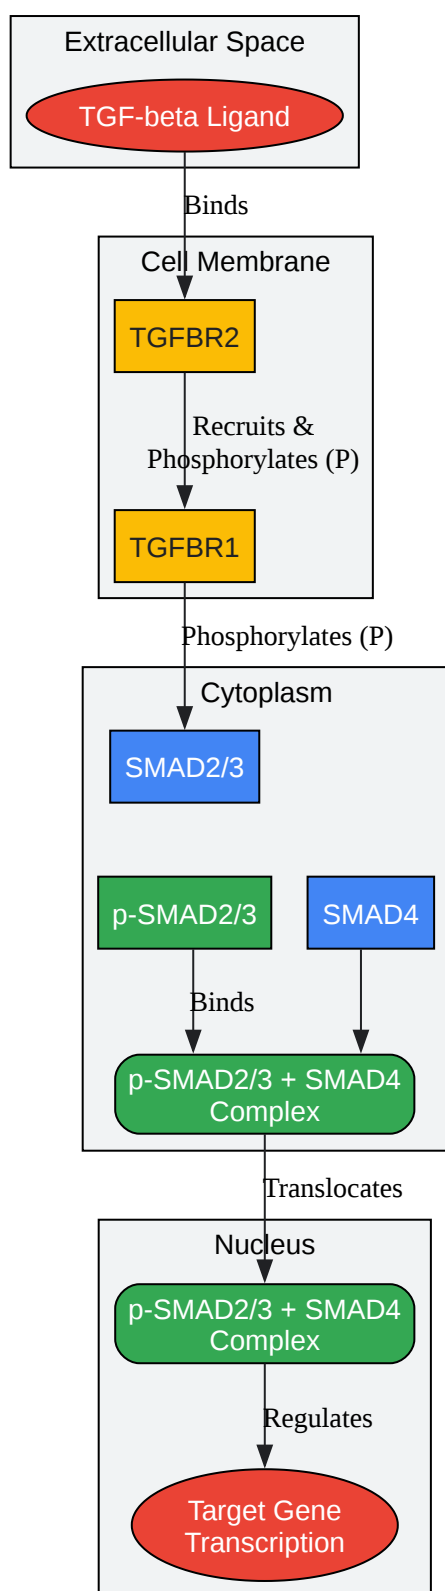 Extracellular Space
TGF-beta Ligand
Binds
Cell Membrane
TGFBR2
Recruits &
Phosphorylates (P)
TGFBR1
Phosphorylates (P)
Cytoplasm
SMAD2/3
p-SMAD2/3
SMAD4
Binds
p-SMAD2/3 + SMAD4
Complex
Translocates
Nucleus
p-SMAD2/3 + SMAD4
Complex
Regulates
Target Gene
Transcription